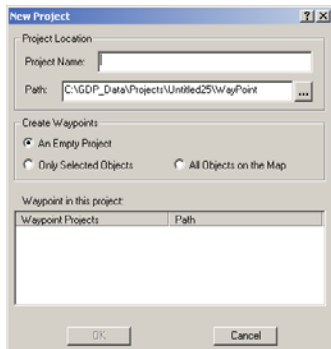 New Project
Project Location
Project Name:
Path: C:\GDP_Data\Projects\Untitled25\WayPoint ...
Create Waypoints
An Empty Project
Only Selected Objects All Objects on the Map
Waypoint in this project:
Waypoint Projects Path
OK Cancel